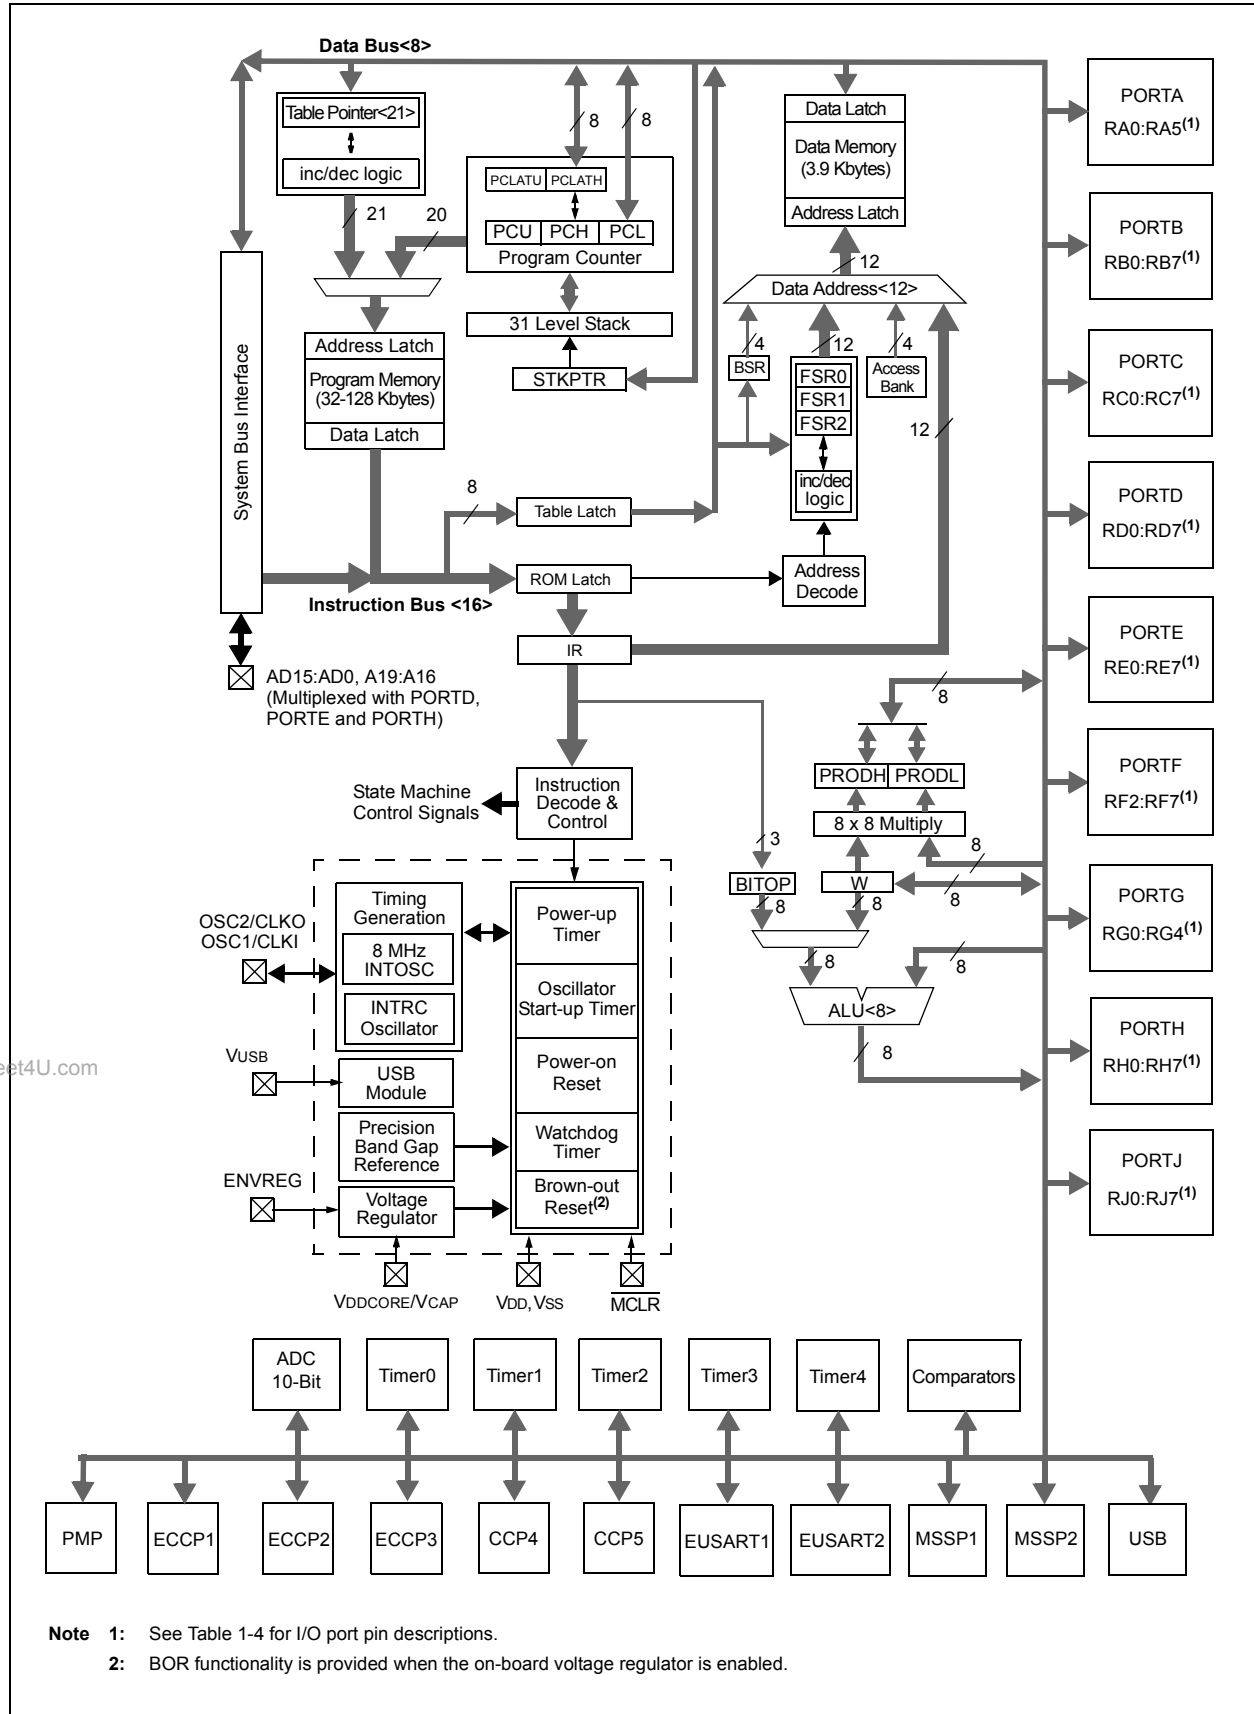 Data Bus<8>
Table Pointer<21>
inc/dec logic
21
20
8
8
PCLATU PCLATH
PCU PCH PCL
Program Counter
31 Level Stack
STKPTR
Data Latch
Data Memory
(3.9 Kbytes)
Address Latch
12
Data Address<12>
4
12
4
BSR
FSR0
FSR1
FSR2
inc/dec
logic
Access
Bank
12
System Bus Interface
Address Latch
Program Memory
(32-128 Kbytes)
Data Latch
8
Table Latch
ROM Latch
Instruction Bus <16>
Address
Decode
IR
AD15:AD0, A19:A16
(Multiplexed with PORTD,
PORTE and PORTH)
8
PRODH PRODL
8 x 8 Multiply
State Machine
Control Signals
Instruction
Decode &
Control
3
8
BITOP
W
8
8
8
8
8
ALU<8>
8
Timing
Generation
8 MHz
INTOSC
INTRC
Oscillator
OSC2/CLKO
OSC1/CLKI
Power-up
Timer
Oscillator
Start-up Timer
Power-on
Reset
Watchdog
Timer
Brown-out
Reset(2)
VUSB
USB
Module
Precision
Band Gap
Reference
ENVREG
Voltage
Regulator
VDDCORE/VCAP
VDD, VSS
MCLR
eet4U.com
PORTA
RA0:RA5(1)
PORTB
RB0:RB7(1)
PORTC
RC0:RC7(1)
PORTD
RD0:RD7(1)
PORTE
RE0:RE7(1)
PORTF
RF2:RF7(1)
PORTG
RG0:RG4(1)
PORTH
RH0:RH7(1)
PORTJ
RJ0:RJ7(1)
ADC
10-Bit
Timer0
Timer1
Timer2
Timer3
Timer4
Comparators
PMP
ECCP1
ECCP2
ECCP3
CCP4
CCP5
EUSART1
EUSART2
MSSP1
MSSP2
USB
Note 1: See Table 1-4 for I/O port pin descriptions.
2: BOR functionality is provided when the on-board voltage regulator is enabled.